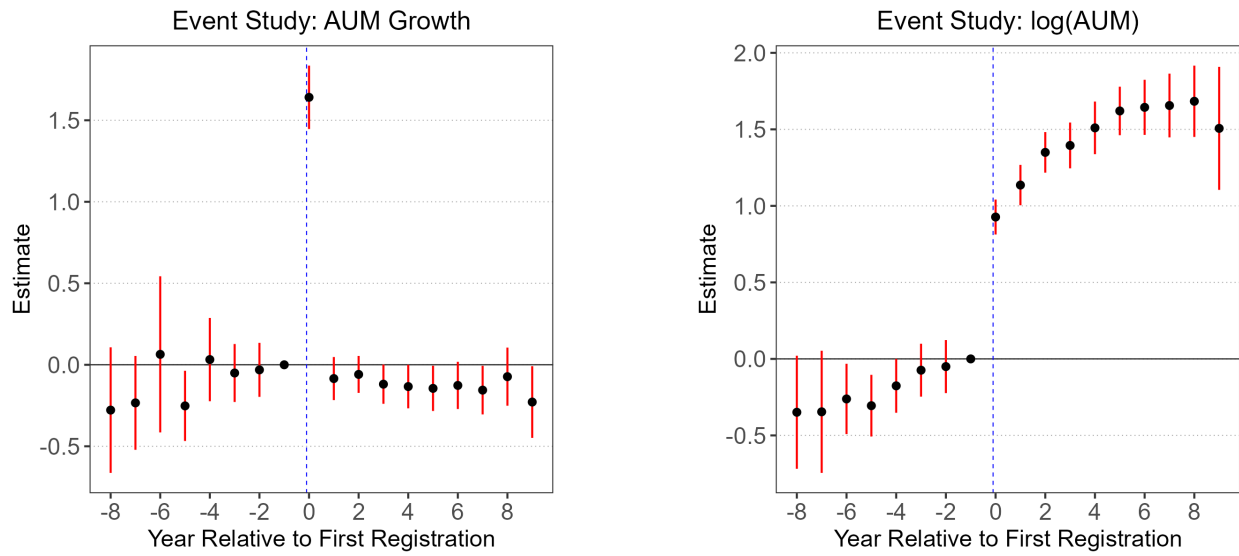 Event Study: AUM Growth
Estimate
1.5
1.0
0.5
0.0
-0.5
-8 -6 -4 -2 0 2 4 6 8
Year Relative to First Registration
Event Study: log(AUM)
Estimate
2.0
1.5
1.0
0.5
0.0
-0.5
-8 -6 -4 -2 0 2 4 6 8
Year Relative to First Registration